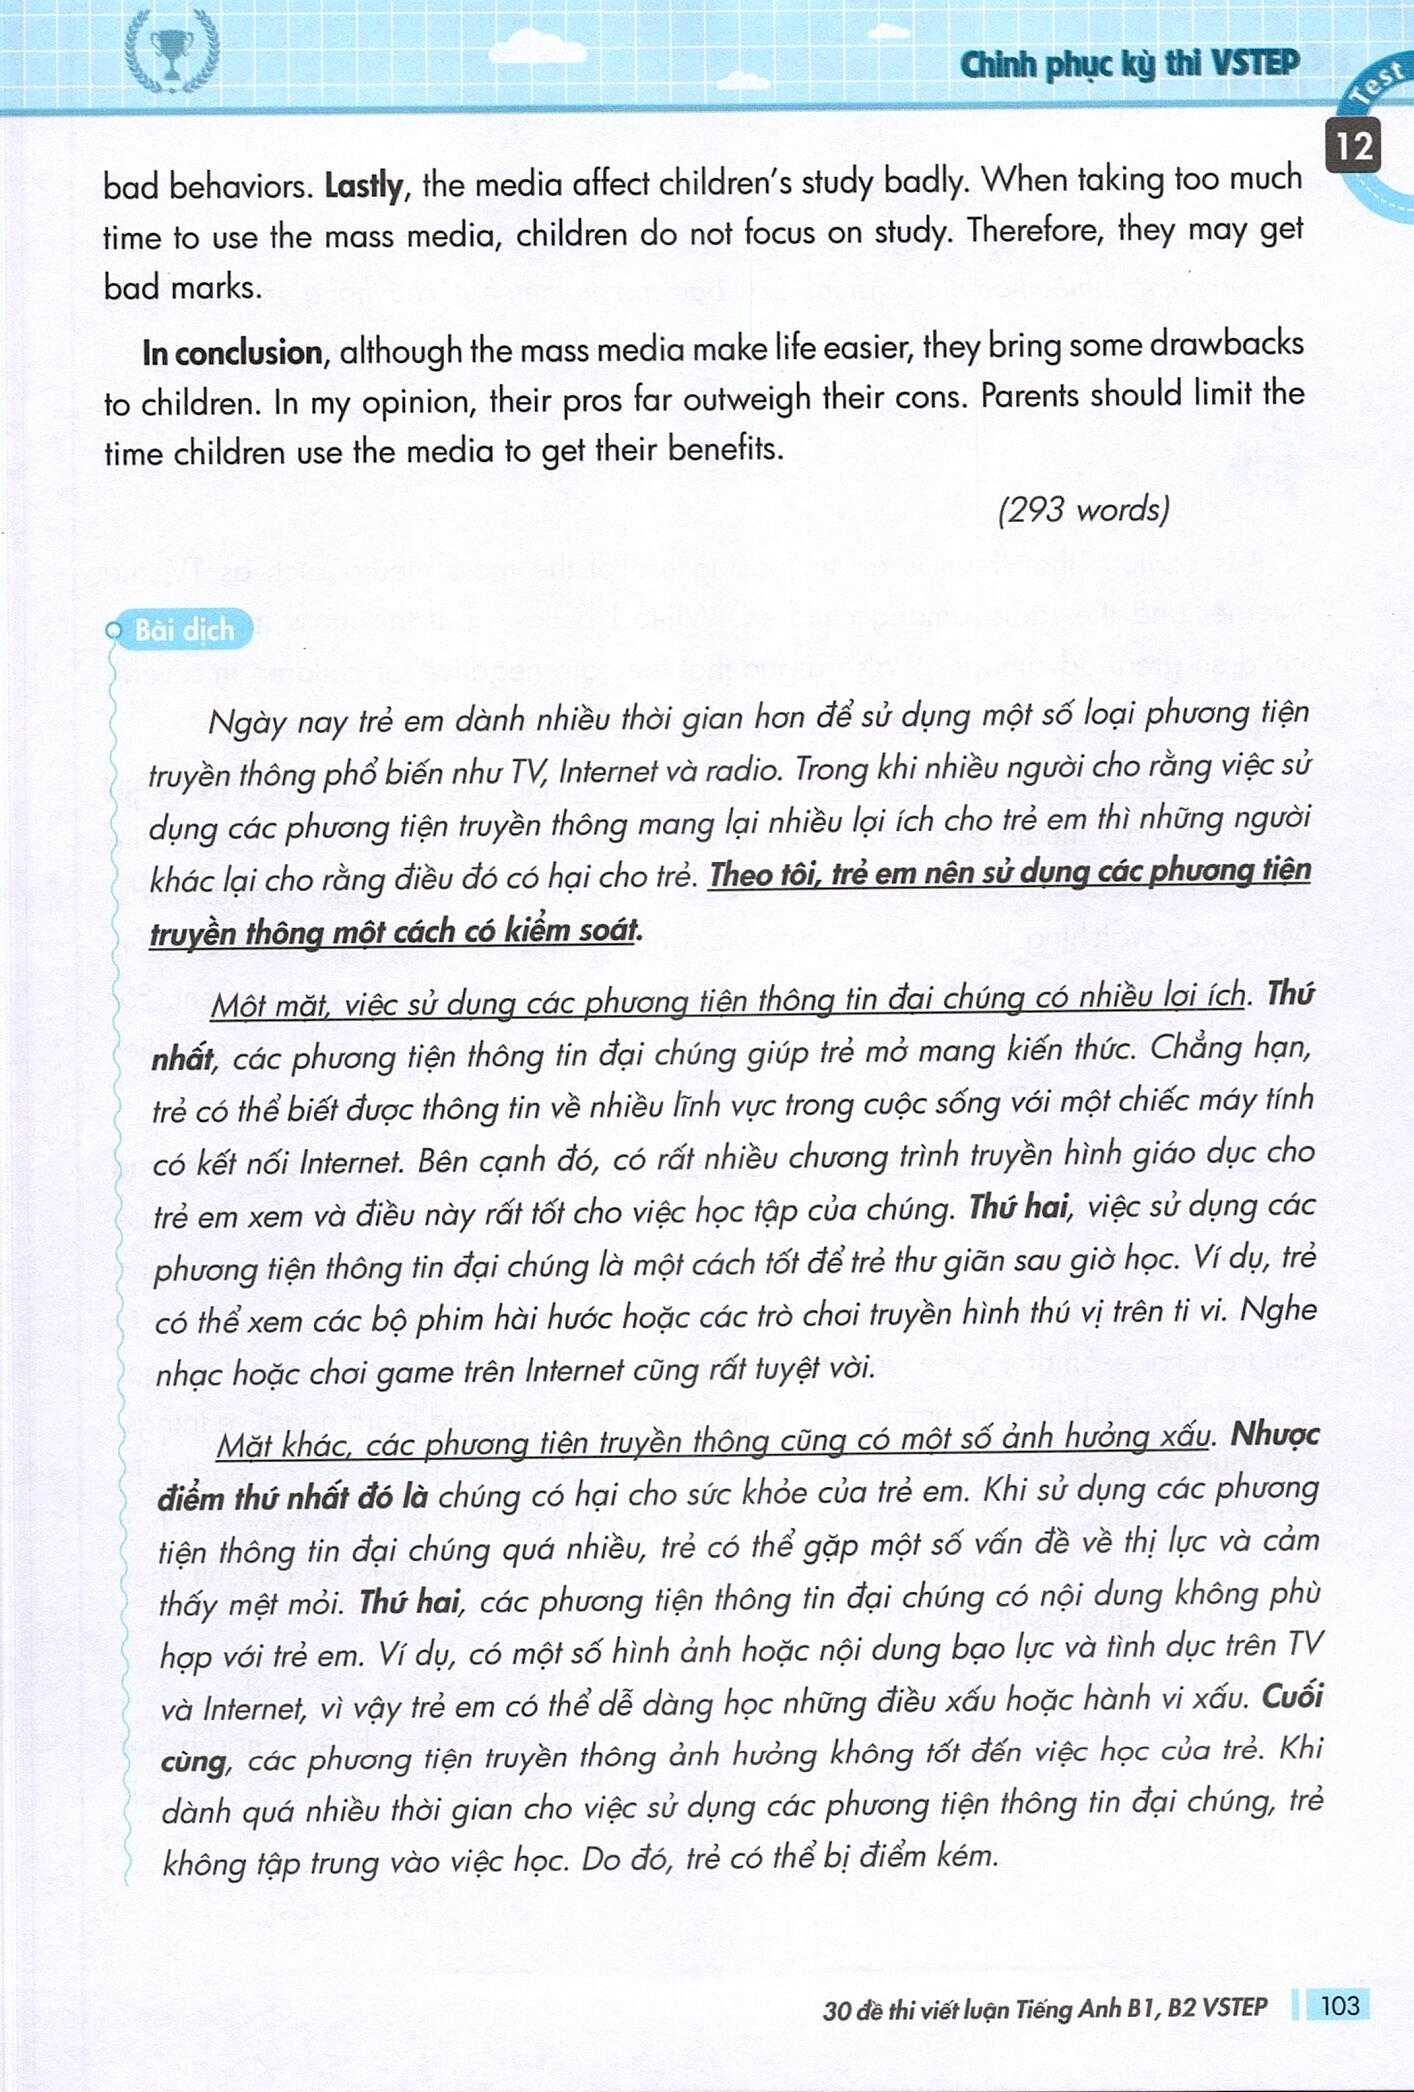 Chinh phục kỳ thi VSTEP
Test
12
bad behaviors. Lastly, the media affect children's study badly. When taking too much
time to use the mass media, children do not focus on study. Therefore, they may get
bad marks.
In conclusion, although the mass media make life easier, they bring some drawbacks
to children. In my opinion, their pros far outweigh their cons. Parents should limit the
time children use the media to get their benefits.
(293 words)
Bài dịch
Ngày nay trẻ em dành nhiều thời gian hơn để sử dụng một số loại phương tiện
truyền thông phổ biến như TV, Internet và radio. Trong khi nhiều người cho rằng việc sử
dụng các phương tiện truyền thông mang lại nhiều lợi ích cho trẻ em thì những người
khác lại cho rằng điều đó có hại cho trẻ. Theo tôi, trẻ em nên sử dụng các phương tiện
truyền thông một cách có kiểm soát.
Một mặt, việc sử dụng các phương tiện thông tin đại chúng có nhiều lợi ích. Thứ
nhất, các phương tiện thông tin đại chúng giúp trẻ mở mang kiến thức. Chẳng hạn,
trẻ có thể biết được thông tin về nhiều lĩnh vực trong cuộc sống với một chiếc máy tính
có kết nối Internet. Bên cạnh đó, có rất nhiều chương trình truyền hình giáo dục cho
trẻ em xem và điều này rất tốt cho việc học tập của chúng. Thứ hai, việc sử dụng các
phương tiện thông tin đại chúng là một cách tốt để trẻ thư giãn sau giờ học. Ví dụ, trẻ
có thể xem các bộ phim hài hước hoặc các trò chơi truyền hình thú vị trên ti vi. Nghe
nhạc hoặc chơi game trên Internet cũng rất tuyệt vời.
Mặt khác, các phương tiện truyền thông cũng có một số ảnh hưởng xấu. Nhược
điểm thứ nhất đó là chúng có hại cho sức khỏe của trẻ em. Khi sử dụng các phương
tiện thông tin đại chúng quá nhiều, trẻ có thể gặp một số vấn đề về thị lực và cảm
thấy mệt mỏi. Thứ hai, các phương tiện thông tin đại chúng có nội dung không phù
hợp với trẻ em. Ví dụ, có một số hình ảnh hoặc nội dung bạo lực và tình dục trên TV
và Internet, vì vậy trẻ em có thể dễ dàng học những điều xấu hoặc hành vi xấu. Cuối
cùng, các phương tiện truyền thông ảnh hưởng không tốt đến việc học của trẻ. Khi
dành quá nhiều thời gian cho việc sử dụng các phương tiện thông tin đại chúng, trẻ
không tập trung vào việc học. Do đó, trẻ có thể bị điểm kém.
30 đề thi viết luận Tiếng Anh B1, B2 VSTEP
103